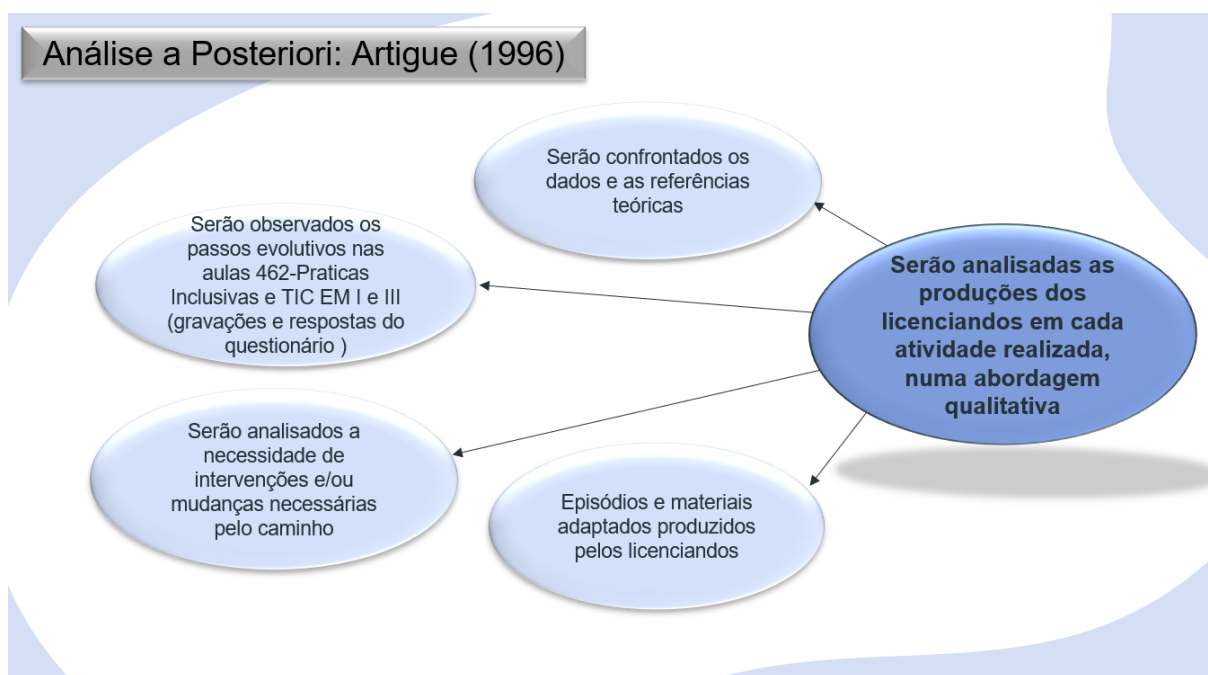 Análise a Posteriori: Artigue (1996)
Serão confrontados os
dados e as referências
teóricas
Serão observados os
passos evolutivos nas
aulas 462-Praticas
Inclusivas e TIC EM I e III
(gravações e respostas do
questionário )
Serão analisadas as
produções dos
licenciandos em cada
atividade realizada,
numa abordagem
qualitativa
Serão analisados a
necessidade de
intervenções e/ou
mudanças necessárias
pelo caminho
Episódios e materiais
adaptados produzidos
pelos licenciandos